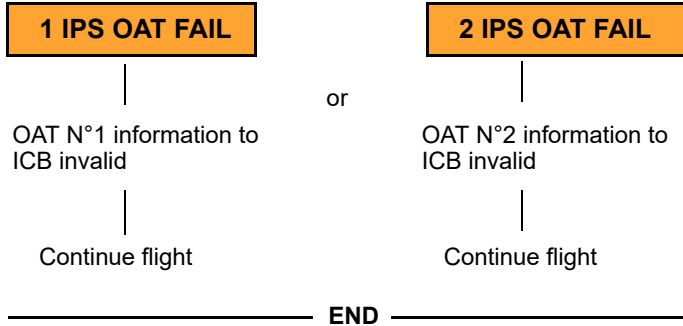 1 IPS OAT FAIL
2 IPS OAT FAIL
or
OAT N°1 information to
ICB invalid
OAT N°2 information to
ICB invalid
Continue flight
Continue flight
END